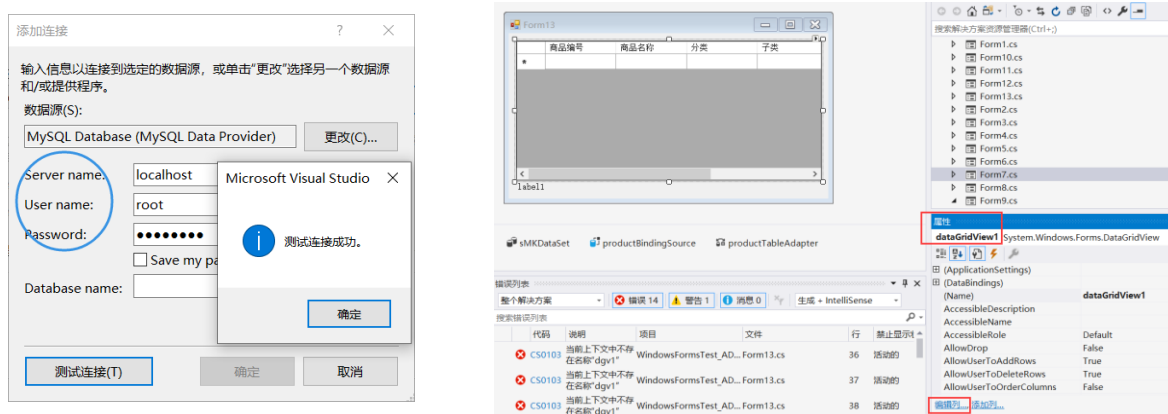 添加连接
?
输入信息以连接到选定的数据源，或单击“更改”选择另一个数据源
和/或提供程序。
数据源(S):
MySQL Database (MySQL Data Provider)
更改(C)...
Server name:
localhost
User name:
root
Password:
Save my pa
Database name:
Microsoft Visual Studio
测试连接成功。
确定
测试连接(T)
确定
取消
Form13
商品编号 商品名称 分类 子类
label1
sMKDataSet productBindingSource productTableAdapter
错误列表
整个解决方案 错误 14 警告 1 消息 0 生成 + IntelliSense
搜索错误列表
代码 说明 项目 文件 行 禁止显示
CS0103 当前上下文中不存 WindowsFormsTest_AD... Form13.cs 36 活动的
在名称"dgv1"
CS0103 当前上下文中不存 WindowsFormsTest_AD... Form13.cs 37 活动的
在名称"dgv1"
CS0103 当前上下文中不存 WindowsFormsTest_AD... Form13.cs 38 活动的
在名称"dgv1"
搜索解决方案资源管理器(Ctrl+;)
Form1.cs
Form10.cs
Form11.cs
Form12.cs
Form13.cs
Form2.cs
Form3.cs
Form4.cs
Form5.cs
Form6.cs
Form7.cs
Form8.cs
Form9.cs
属性
dataGridView1 System.Windows.Forms.DataGridView
(ApplicationSettings)
(DataBindings)
(Name) dataGridView1
AccessibleDescription
AccessibleName
AccessibleRole Default
AllowDrop False
AllowUserToAddRows True
AllowUserToDeleteRows True
AllowUserToOrderColumns False
编辑列... 添加列...